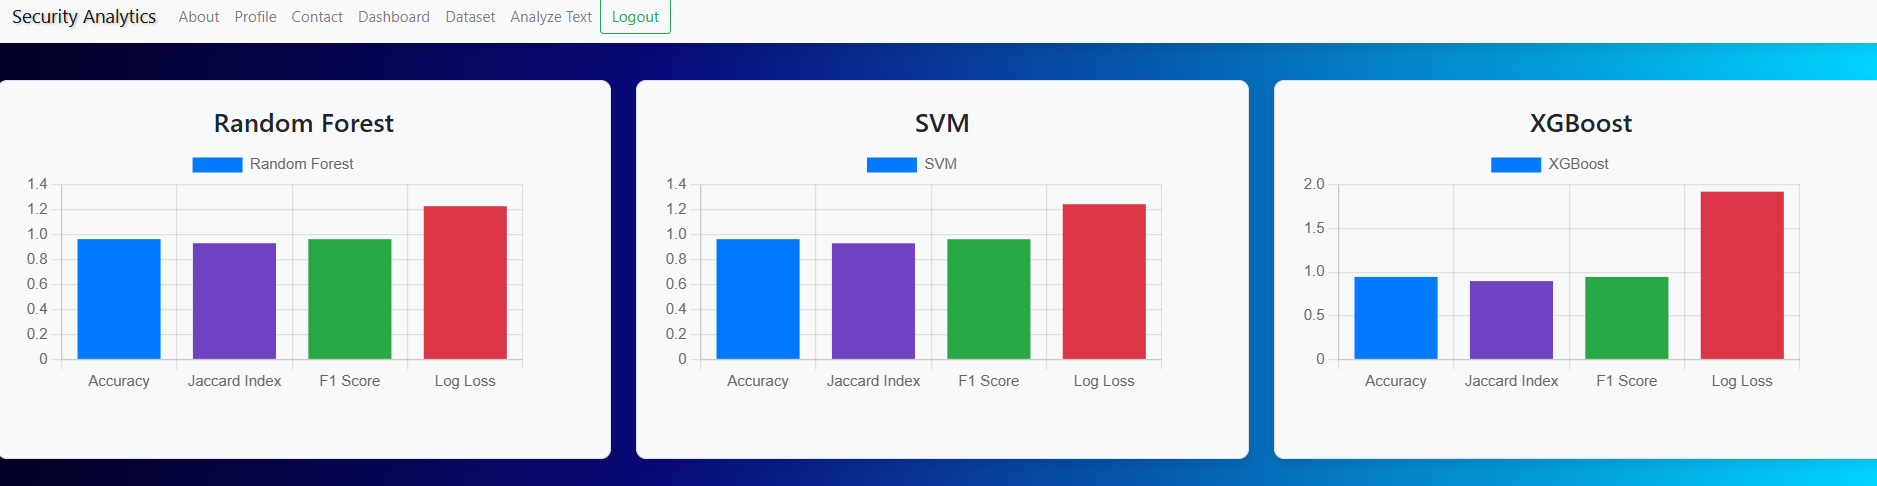 Security Analytics About Profile Contact Dashboard Dataset Analyze Text Logout
Random Forest
Random Forest
1.4
1.2
1.0
0.8
0.6
0.4
0.2
0
Accuracy Jaccard Index F1 Score Log Loss
SVM
SVM
1.4
1.2
1.0
0.8
0.6
0.4
0.2
0
Accuracy Jaccard Index F1 Score Log Loss
XGBoost
XGBoost
2.0
1.5
1.0
0.5
0
Accuracy Jaccard Index F1 Score Log Loss